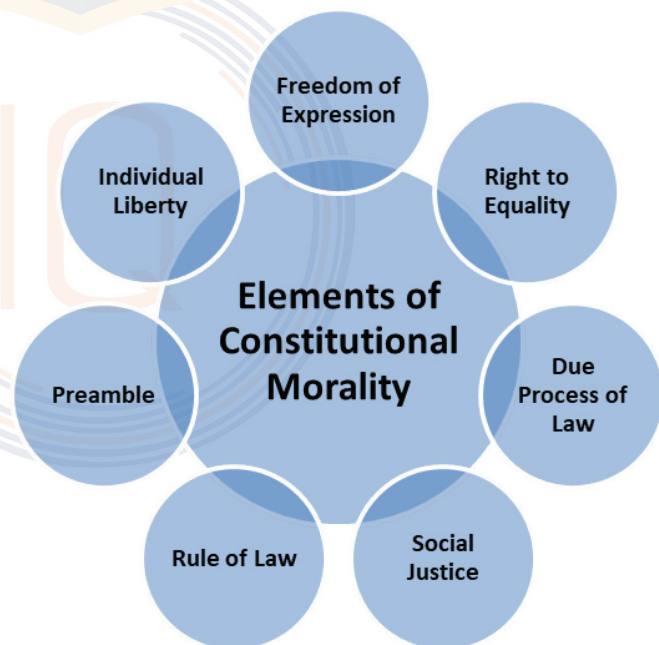 Freedom of
Expression
Right to
Equality
Due
Process of
Law
Social
Justice
Rule of Law
Preamble
Individual
Liberty
Elements of
Constitutional
Morality